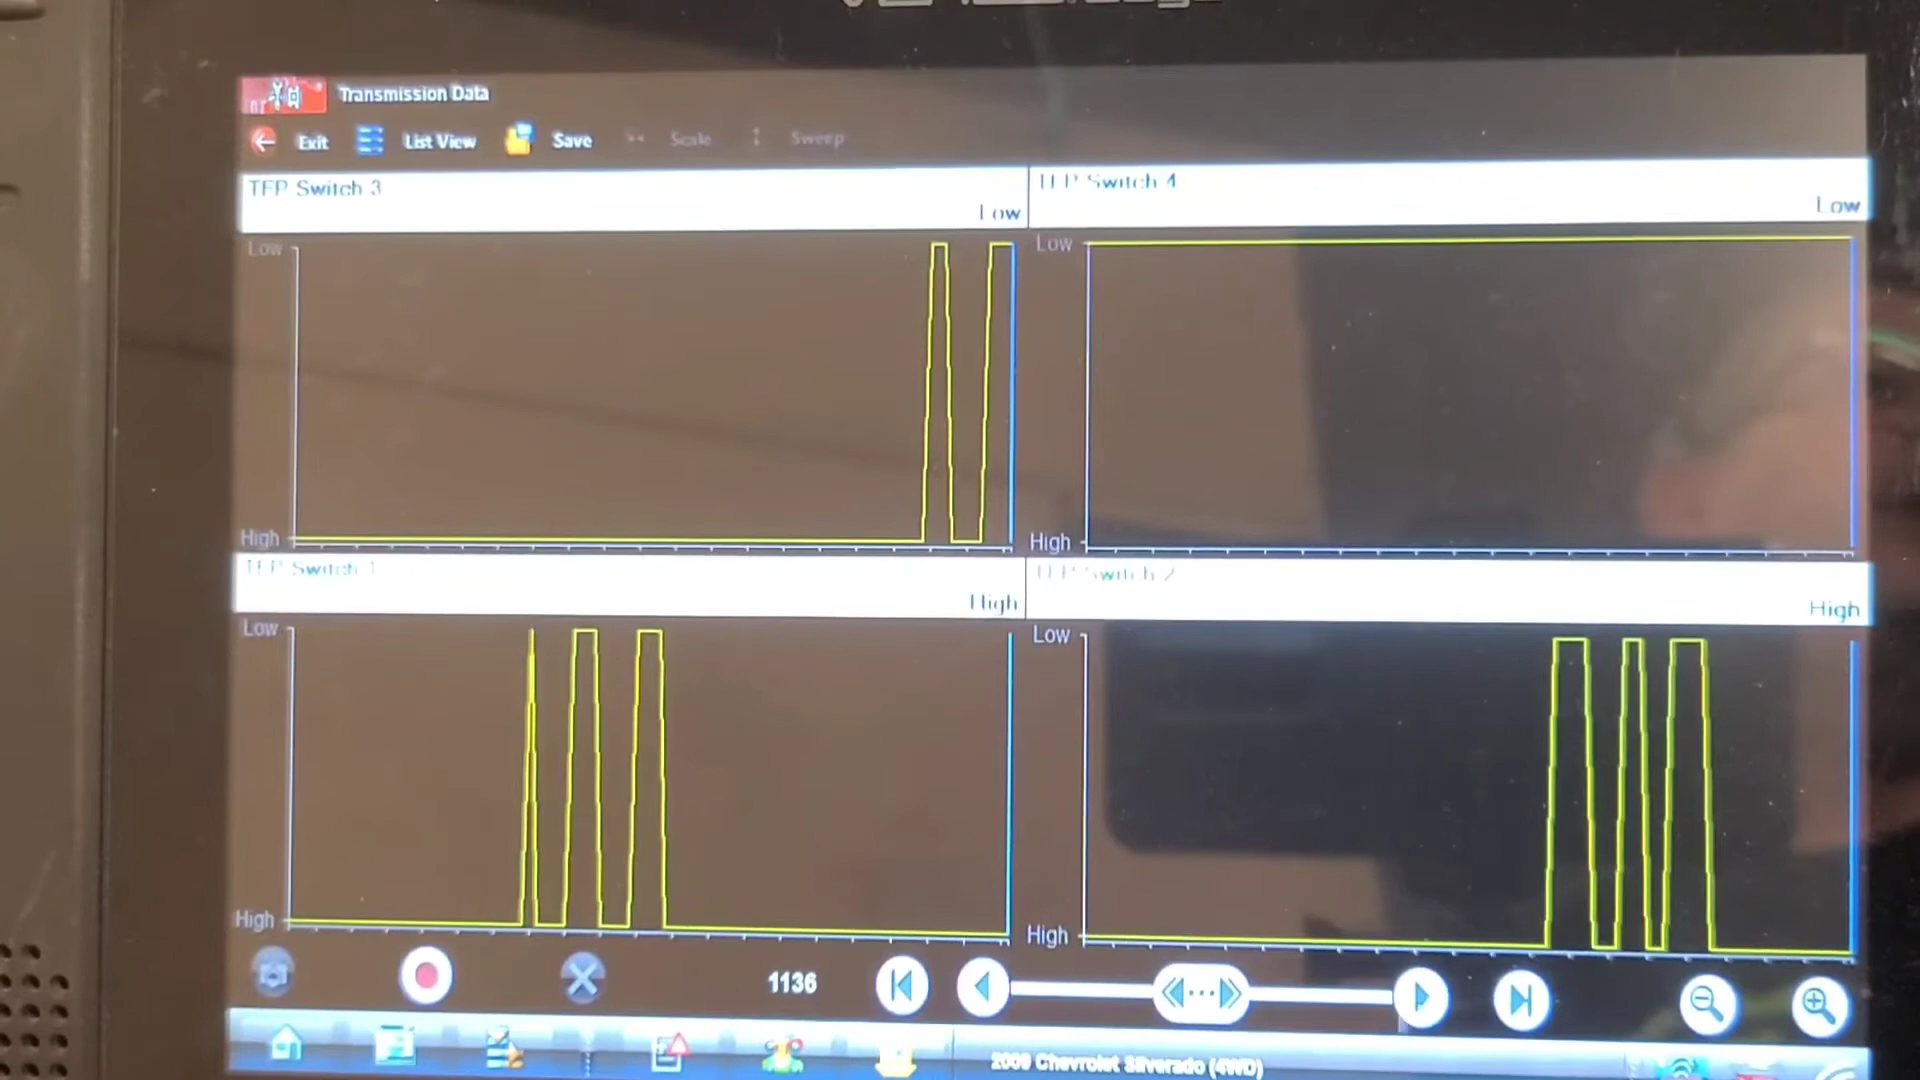 Transmission Data
Exit List View Save Scale Sweep
TFP Switch 3
Low
TFP Switch 4
Low
Low
High
Low
High
TFP Switch 1
High
TFP Switch 2
High
Low
High
Low
High
1136
2009 Chevrolet Silverado (4WD)